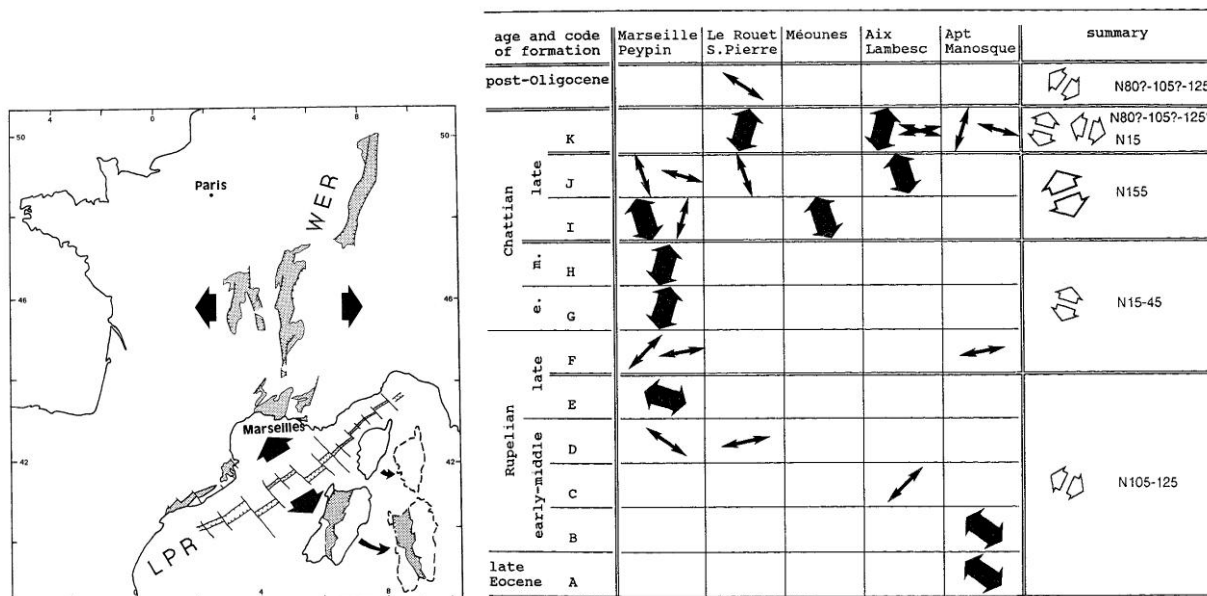 0
4
8
50
50
Paris
WER
46
46
Marseilles
42
42
LPR
4
8
age and code
of formation
Marseille
Peypin
Le Rouet
S.Pierre
Méounes
Aix
Lambesc
Apt
Manosque
summary
post-Oligocene
N80?-105?-125
Chattian
late
K
N80?-105?-125?
N15
J
N155
I
m.
H
e.
G
N15-45
Rupelian
late
F
E
early-middle
D
C
B
N105-125
late
Eocene
A